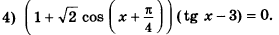 4) (1 + √2 cos (x + π/4)) (tg x − 3) = 0.